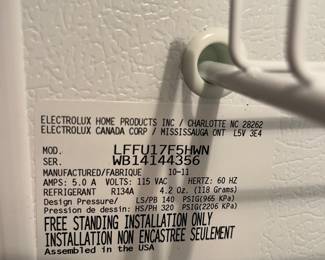 ELECTROLUX HOME PRODUCTS INC / CHARLOTTE NC 28262
ELECTROLUX CANADA CORP / MISSISSAUGA ONT L5V 3E4
MOD. LFFU17F5HWN
SER. WB14144356
MANUFACTURED/FABRIQUE 10-11
AMPS: 5.0 A VOLTS: 115 VAC HERTZ: 60 HZ
REFRIGERANT R134A 4.2 Oz. (118 Grams)
Design Pressure/ LS/PB 140 PSIG(965 KPa)
Pression de dessin: HS/PH 320 PSIG(2206 KPa)
FREE STANDING INSTALLATION ONLY
INSTALLATION NON ENCASTREE SEULEMENT
Assembled in the USA